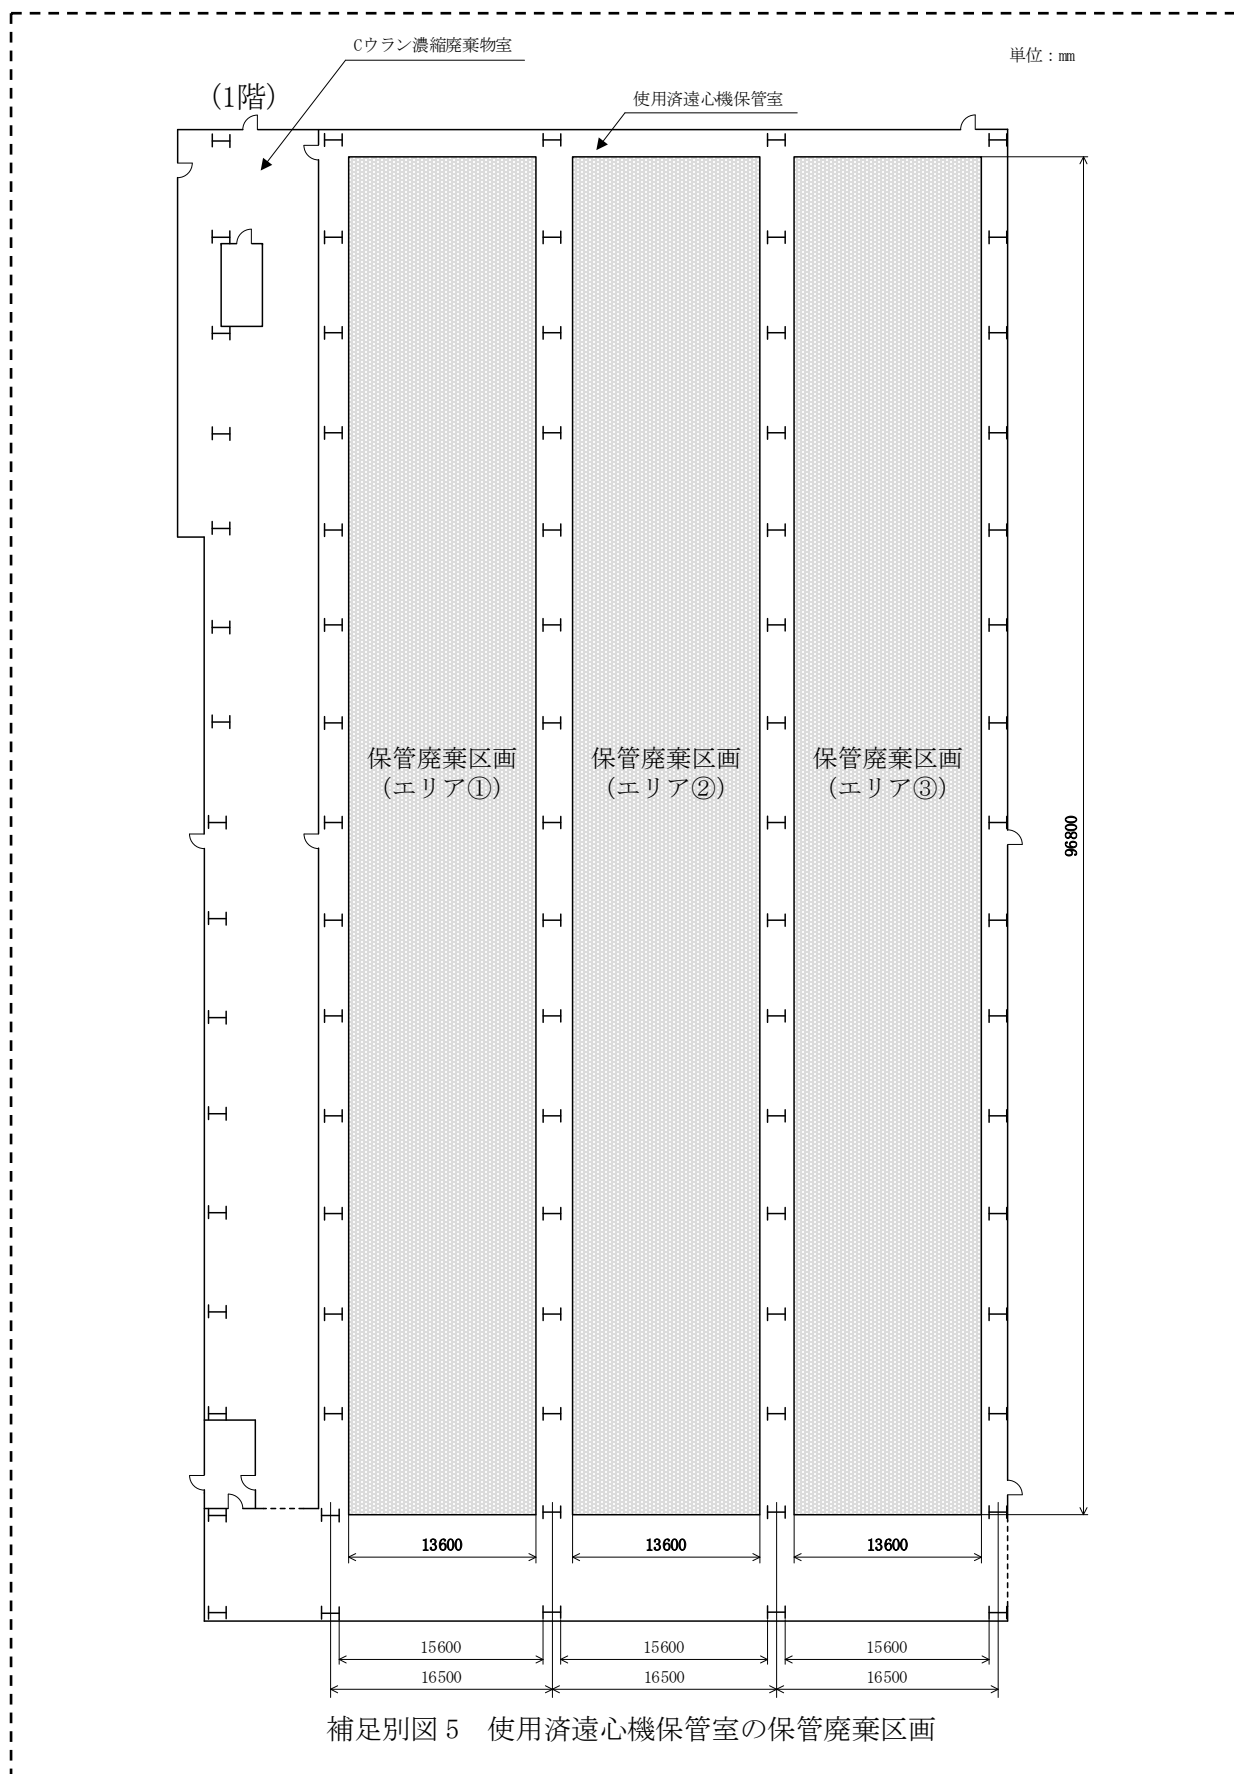 Cウラン濃縮廃棄物室
単位：㎜
(1階)
使用済遠心機保管室
保管廃棄区画
(エリア①)
保管廃棄区画
(エリア②)
保管廃棄区画
(エリア③)
96800
13600
13600
13600
15600
15600
15600
16500
16500
16500
補足別図５　使用済遠心機保管室の保管廃棄区画